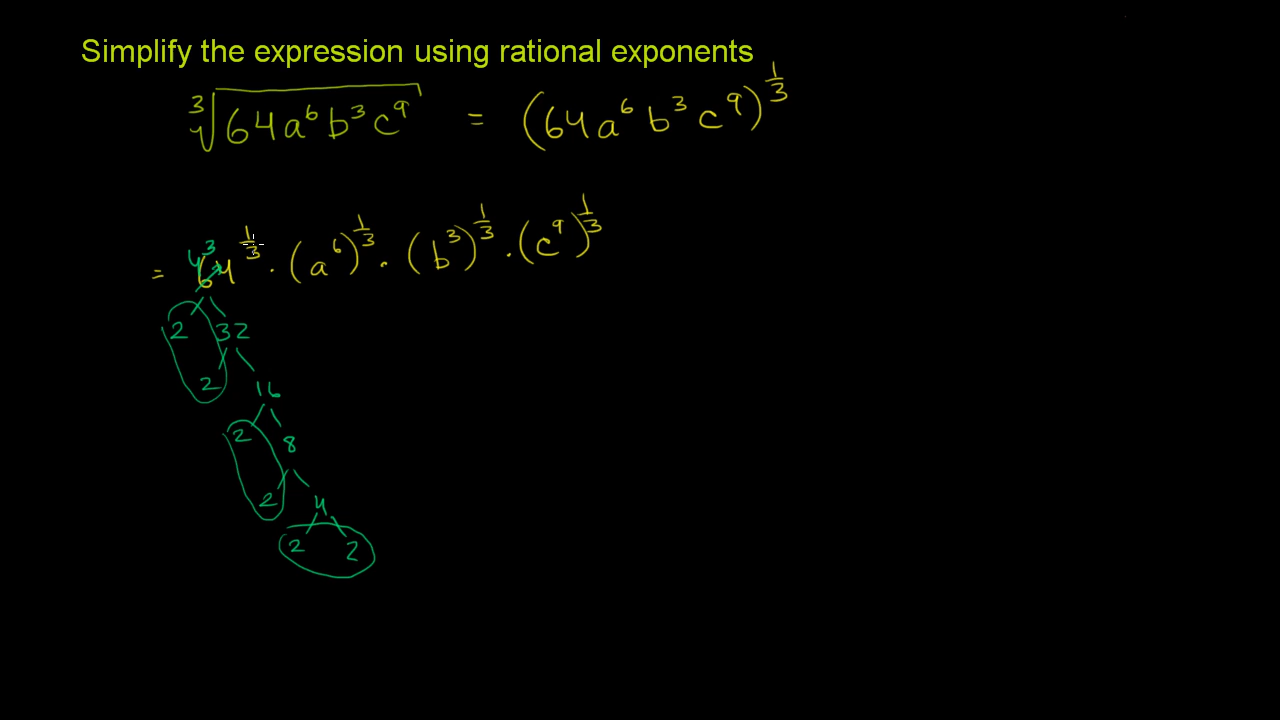 Simplify the expression using rational exponents
∛(64a⁶b³c⁹) = (64a⁶b³c⁹)^(1/3)
4³
= 64^(1/3) · (a⁶)^(1/3) · (b³)^(1/3) · (c⁹)^(1/3)
2 32
2 16
2 8
2 4
2 2